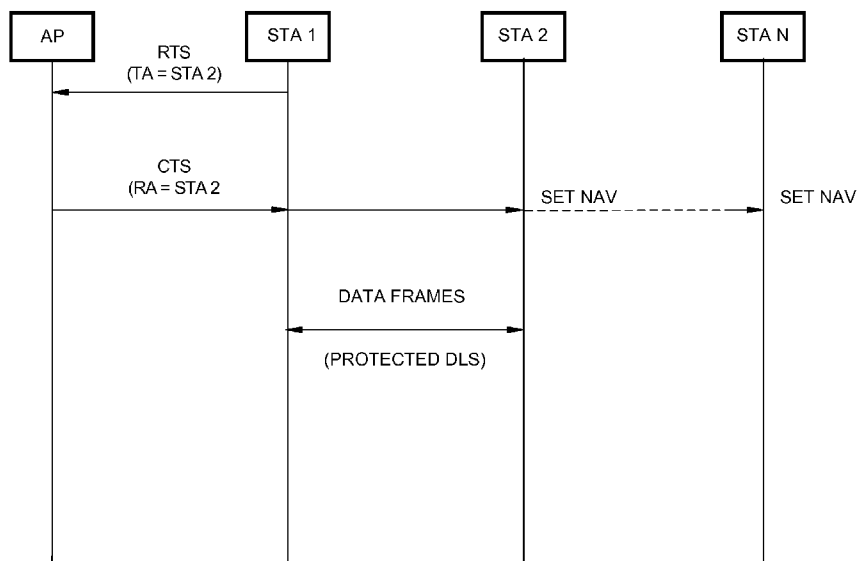 AP
STA 1
STA 2
STA N
RTS
(TA = STA 2)
CTS
(RA = STA 2
SET NAV
SET NAV
DATA FRAMES
(PROTECTED DLS)